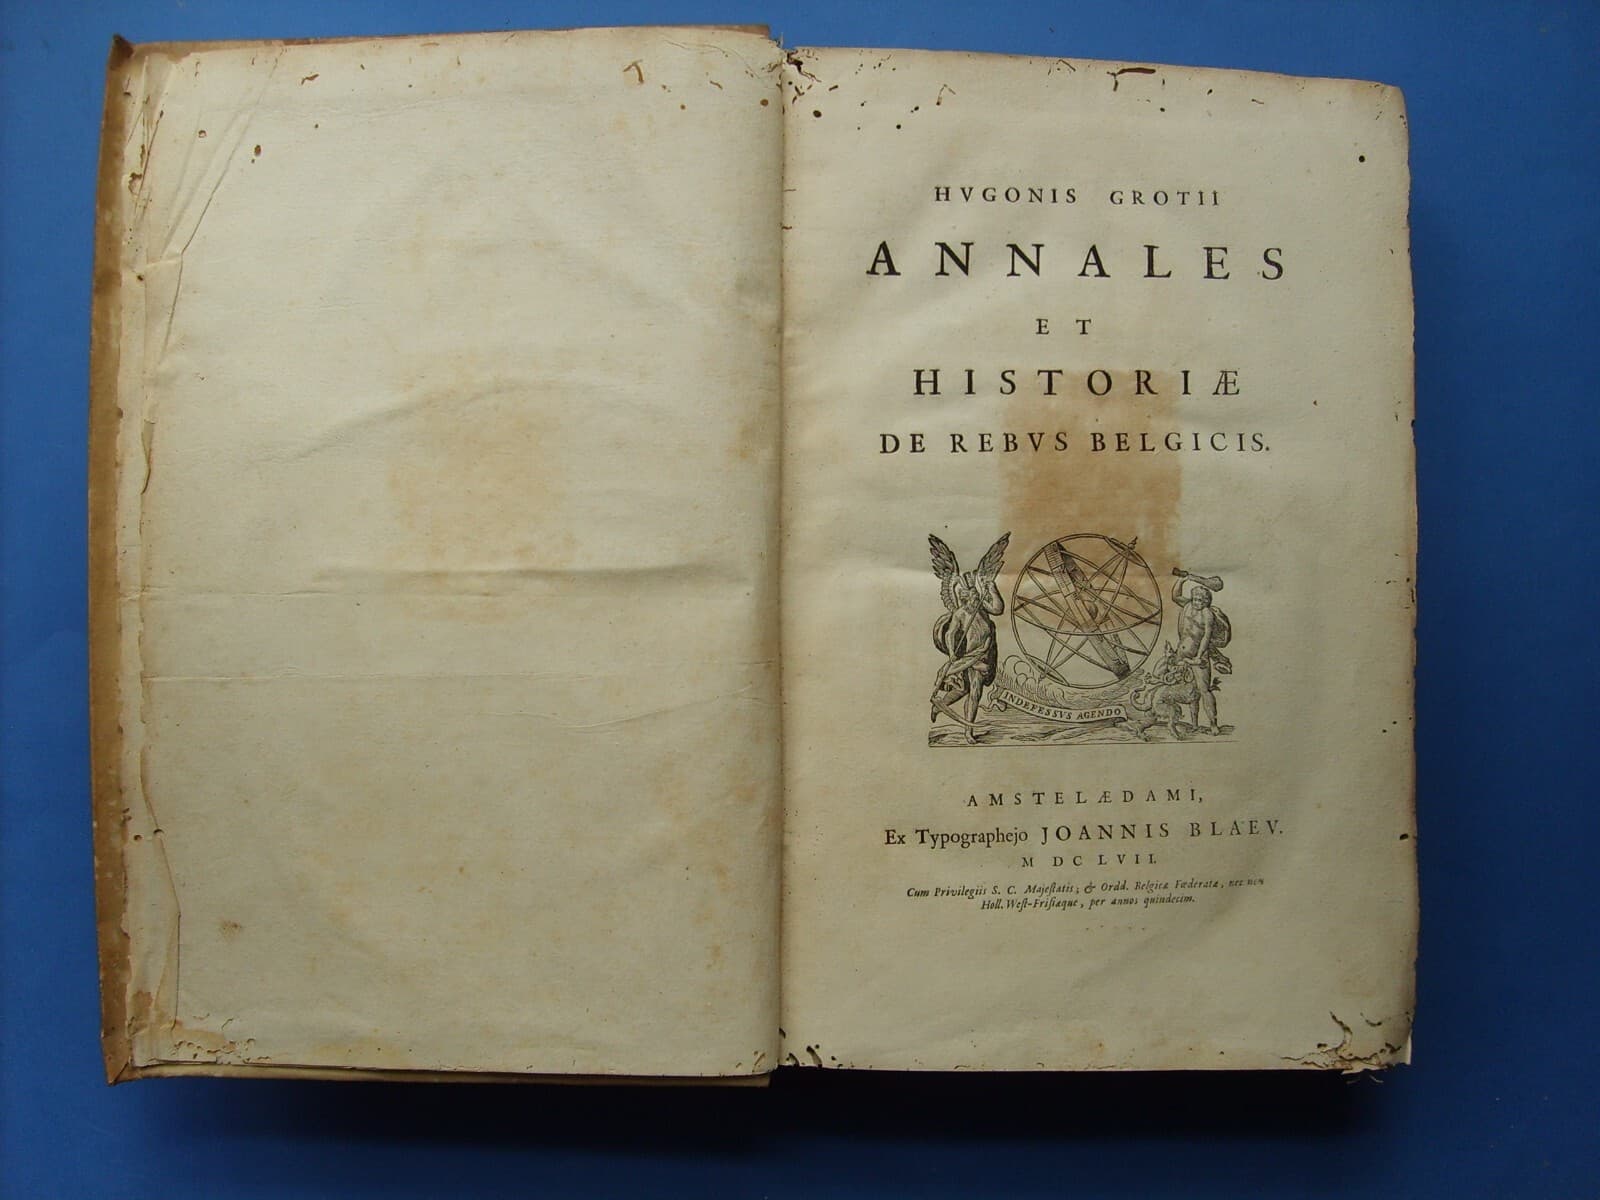 HVGONIS GROTII
ANNALES
ET
HISTORIÆ
DE REBVS BELGICIS.
INDEFESSVS AGENDO
AMSTELÆDAMI,
Ex Typographejo JOANNIS BLAEV.
M DC LVII.
Cum Privilegiis S. C. Majeſtatis; & Ordd. Belgicæ Fœderatæ, nec non
Holl. Weſt-Friſiæque, per annos quindecim.